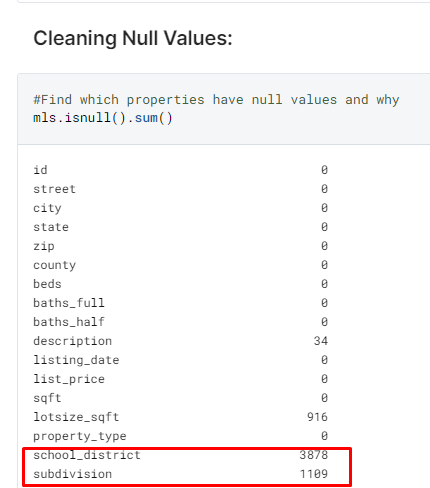 Cleaning Null Values:
#Find which properties have null values and why
mls.isnull().sum()
id 0
street 0
city 0
state 0
zip 0
county 0
beds 0
baths_full 0
baths_half 0
description 34
listing_date 0
list_price 0
sqft 0
lotsize_sqft 916
property_type 0
school_district 3878
subdivision 1109